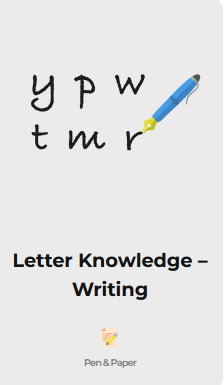 y p w
t m r
Letter Knowledge –
Writing
Pen & Paper